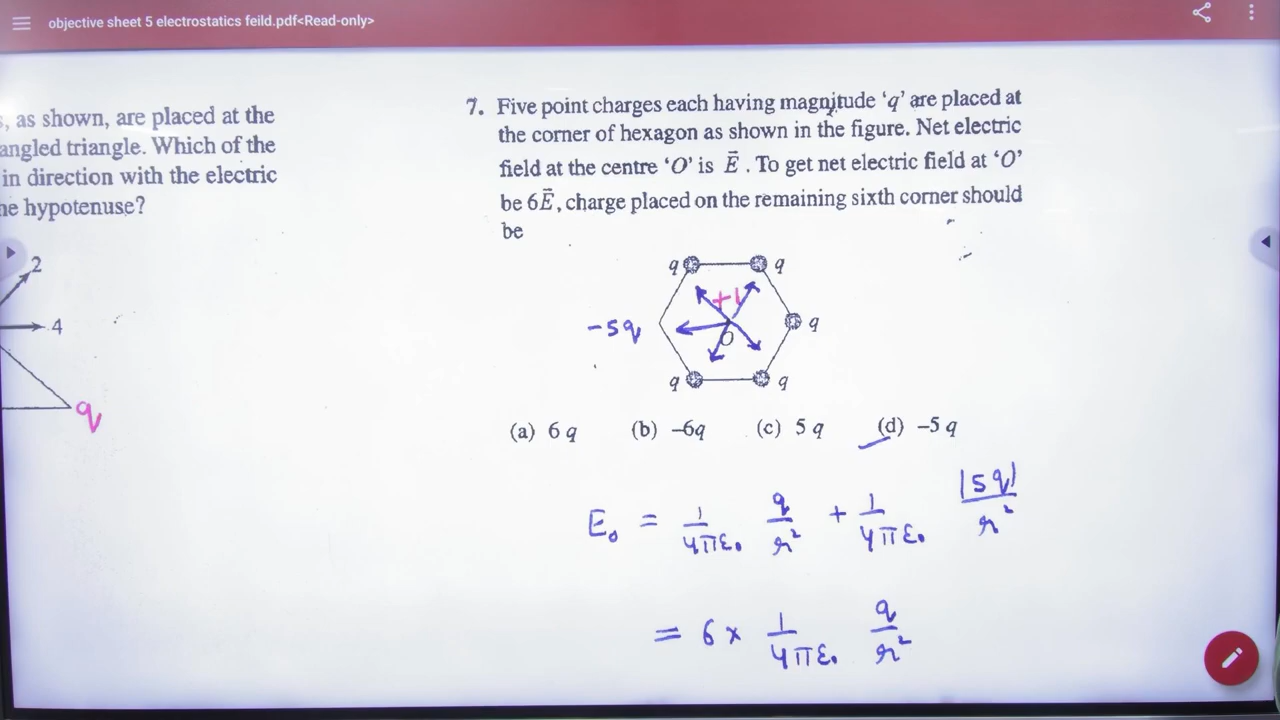 objective sheet 5 electrostatics feild.pdf<Read-only>
s, as shown, are placed at the
angled triangle. Which of the
in direction with the electric
he hypotenuse?
2
4
q
7. Five point charges each having magnitude ‘q’ are placed at
the corner of hexagon as shown in the figure. Net electric
field at the centre ‘O’ is E⃗ . To get net electric field at ‘O’
be 6E⃗, charge placed on the remaining sixth corner should
be
q q
+1
-5q O q
q q
(a) 6 q (b) –6q (c) 5 q (d) –5 q
E₀ = 1/4πε₀ q/r² + 1/4πε₀ |5q|/r²
= 6 × 1/4πε₀ q/r²